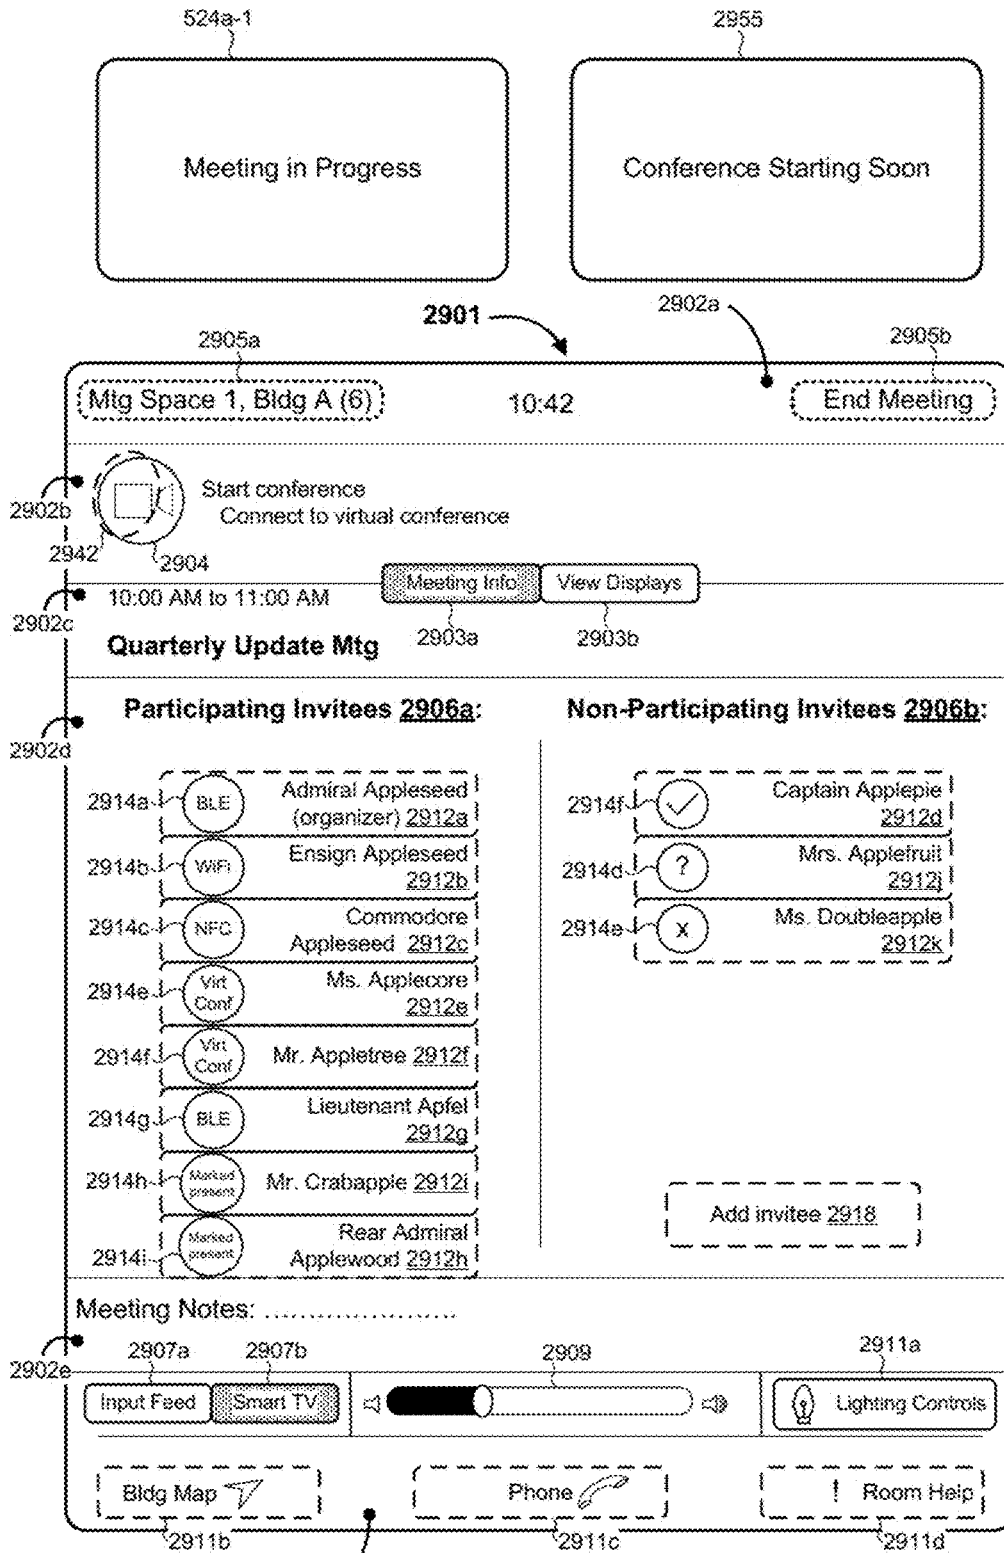 524a-1
2955
Meeting in Progress
Conference Starting Soon
2901
2902a
2905a
2905b
Mtg Space 1, Bldg A (6)
10:42
End Meeting
2902b
Start conference
Connect to virtual conference
2942
2904
Meeting Info
View Displays
10:00 AM to 11:00 AM
2902c
2903a
2903b
Quarterly Update Mtg
2902d
Participating Invitees 2906a:
Non-Participating Invitees 2906b:
2914a
BLE
Admiral Appleseed
(organizer) 2912a
2914b
WiFi
Ensign Appleseed
2912b
2914c
NFC
Commodore
Appleseed 2912c
2914e
Virt
Conf
Ms. Applecore
2912e
2914f
Virt
Conf
Mr. Appletree 2912f
2914g
BLE
Lieutenant Apfel
2912g
2914h
Marked
present
Mr. Crabapple 2912i
2914i
Marked
present
Rear Admiral
Applewood 2912h
2914f
Captain Applepie
2912d
2914d
?
Mrs. Applefruit
2912j
2914e
x
Ms. Doubleapple
2912k
Add invitee 2918
Meeting Notes: ......................
2902e
2907a
2907b
2909
2911a
Input Feed
Smart TV
Lighting Controls
Bldg Map
Phone
! Room Help
2911b
2911c
2911d